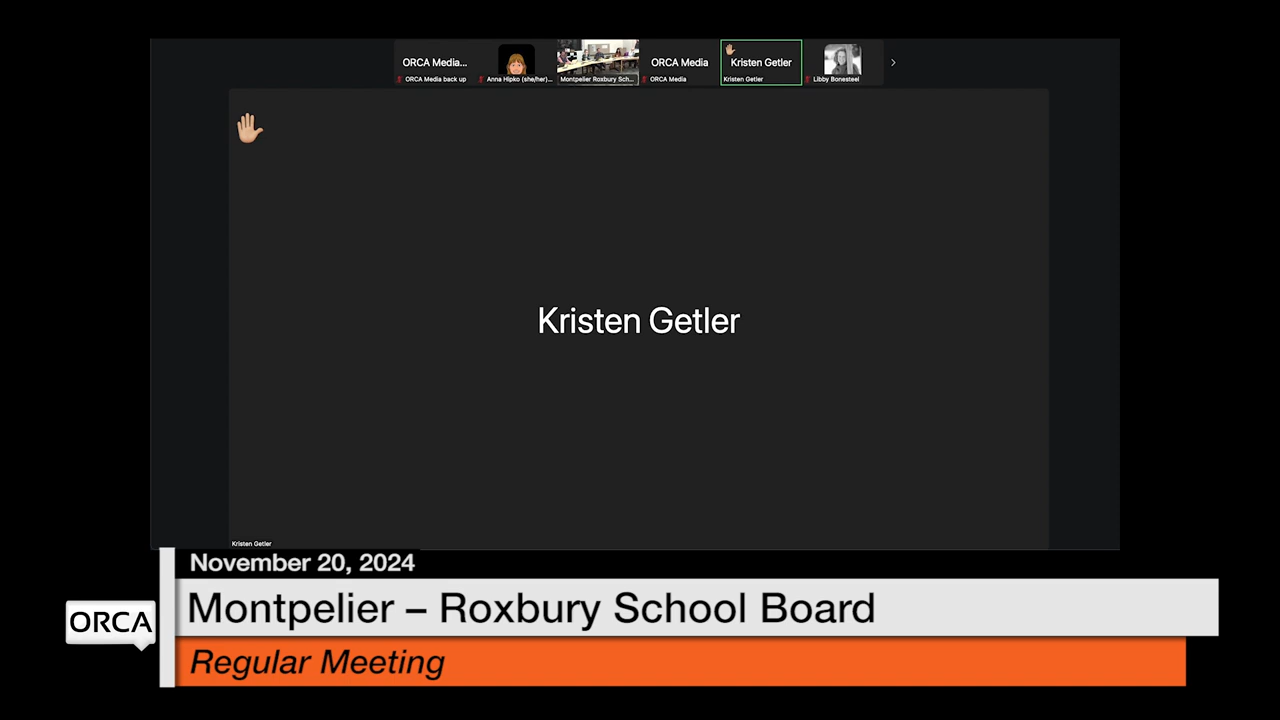 ORCA Media...
Kristen Getler
ORCA Media
ORCA Media back up
Anna Hipko (she/her)...
Montpelier Roxbury Sch...
ORCA Media
Kristen Getler
Libby Bonesteel
Kristen Getler
Kristen Getler
November 20, 2024
Montpelier – Roxbury School Board
ORCA
Regular Meeting